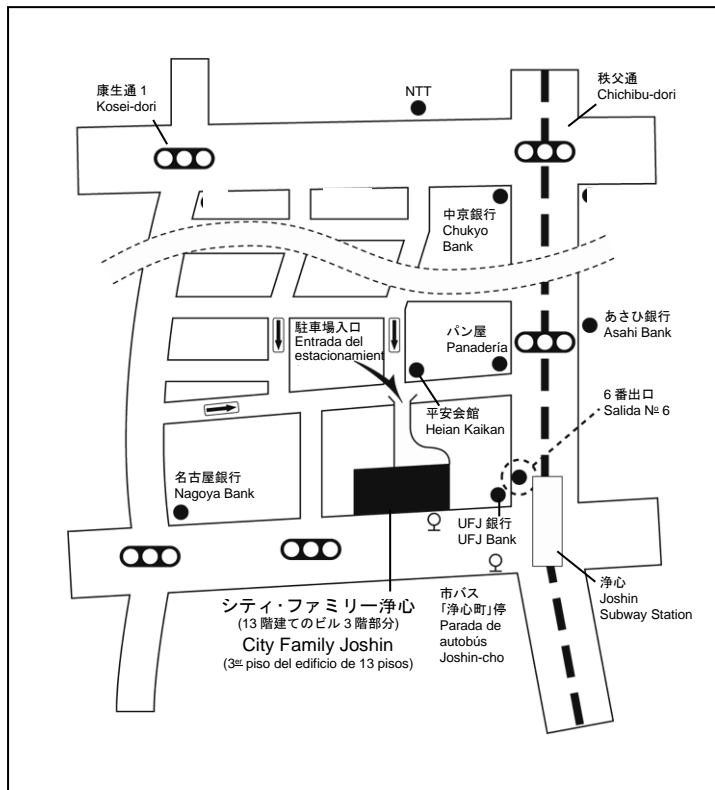 康生通 1
Kosei-dori
NTT
秩父通
Chichibu-dori
中京銀行
Chukyo
Bank
あさひ銀行
Asahi Bank
駐車場入口
Entrada del
estacionamient
パン屋
Panadería
6 番出口
Salida Nº 6
平安会館
Heian Kaikan
名古屋銀行
Nagoya Bank
UFJ 銀行
UFJ Bank
浄心
Joshin
Subway Station
市バス
「浄心町」停
Parada de
autobús
Joshin-cho
シティ・ファミリー浄心
(13 階建てのビル 3 階部分)
City Family Joshin
(3er piso del edificio de 13 pisos)